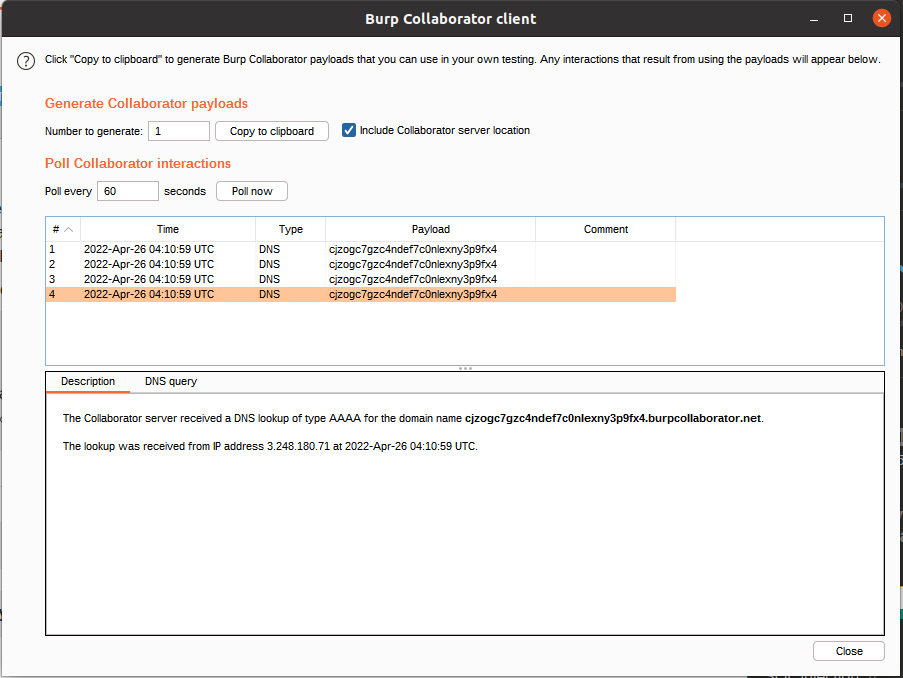 Burp Collaborator client
? Click "Copy to clipboard" to generate Burp Collaborator payloads that you can use in your own testing. Any interactions that result from using the payloads will appear below.
Generate Collaborator payloads
Number to generate: 1 Copy to clipboard Include Collaborator server location
Poll Collaborator interactions
Poll every 60 seconds Poll now
# Time Type Payload Comment
1 2022-Apr-26 04:10:59 UTC DNS cjzogc7gzc4ndef7c0nlexny3p9fx4
2 2022-Apr-26 04:10:59 UTC DNS cjzogc7gzc4ndef7c0nlexny3p9fx4
3 2022-Apr-26 04:10:59 UTC DNS cjzogc7gzc4ndef7c0nlexny3p9fx4
4 2022-Apr-26 04:10:59 UTC DNS cjzogc7gzc4ndef7c0nlexny3p9fx4
Description DNS query
The Collaborator server received a DNS lookup of type AAAA for the domain name cjzogc7gzc4ndef7c0nlexny3p9fx4.burpcollaborator.net.
The lookup was received from IP address 3.248.180.71 at 2022-Apr-26 04:10:59 UTC.
Close